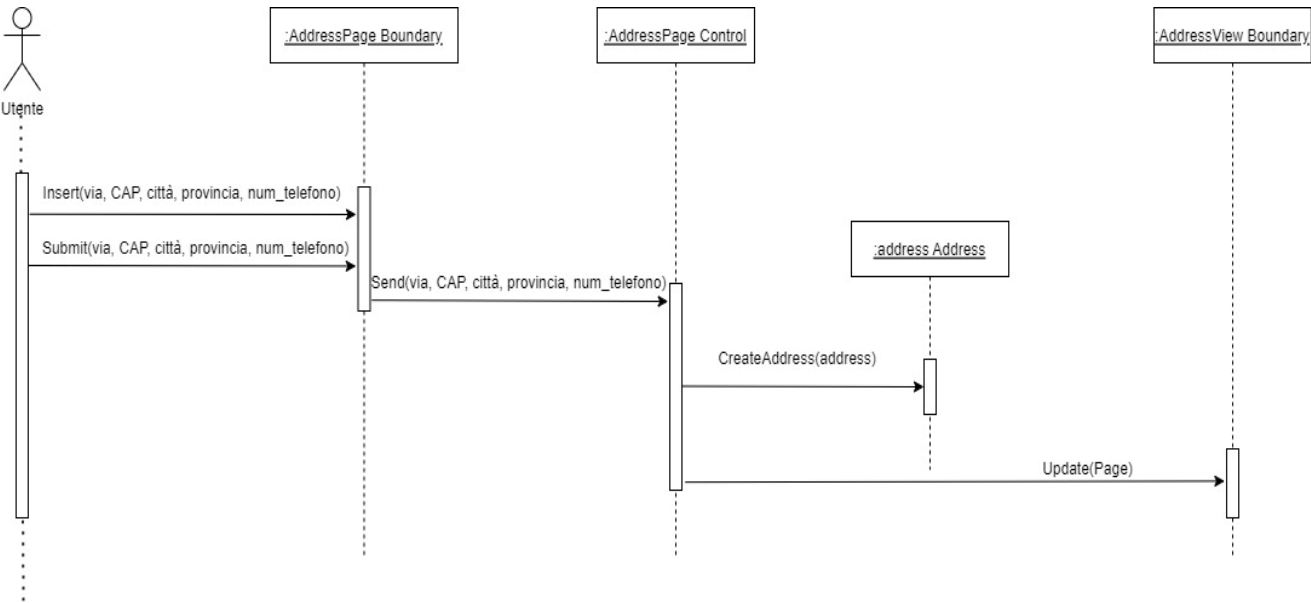 :AddressPage Boundary
:AddressPage Control
:AddressView Boundary
Utente
Insert(via, CAP, città, provincia, num_telefono)
Submit(via, CAP, città, provincia, num_telefono)
:address Address
Send(via, CAP, città, provincia, num_telefono)
CreateAddress(address)
Update(Page)